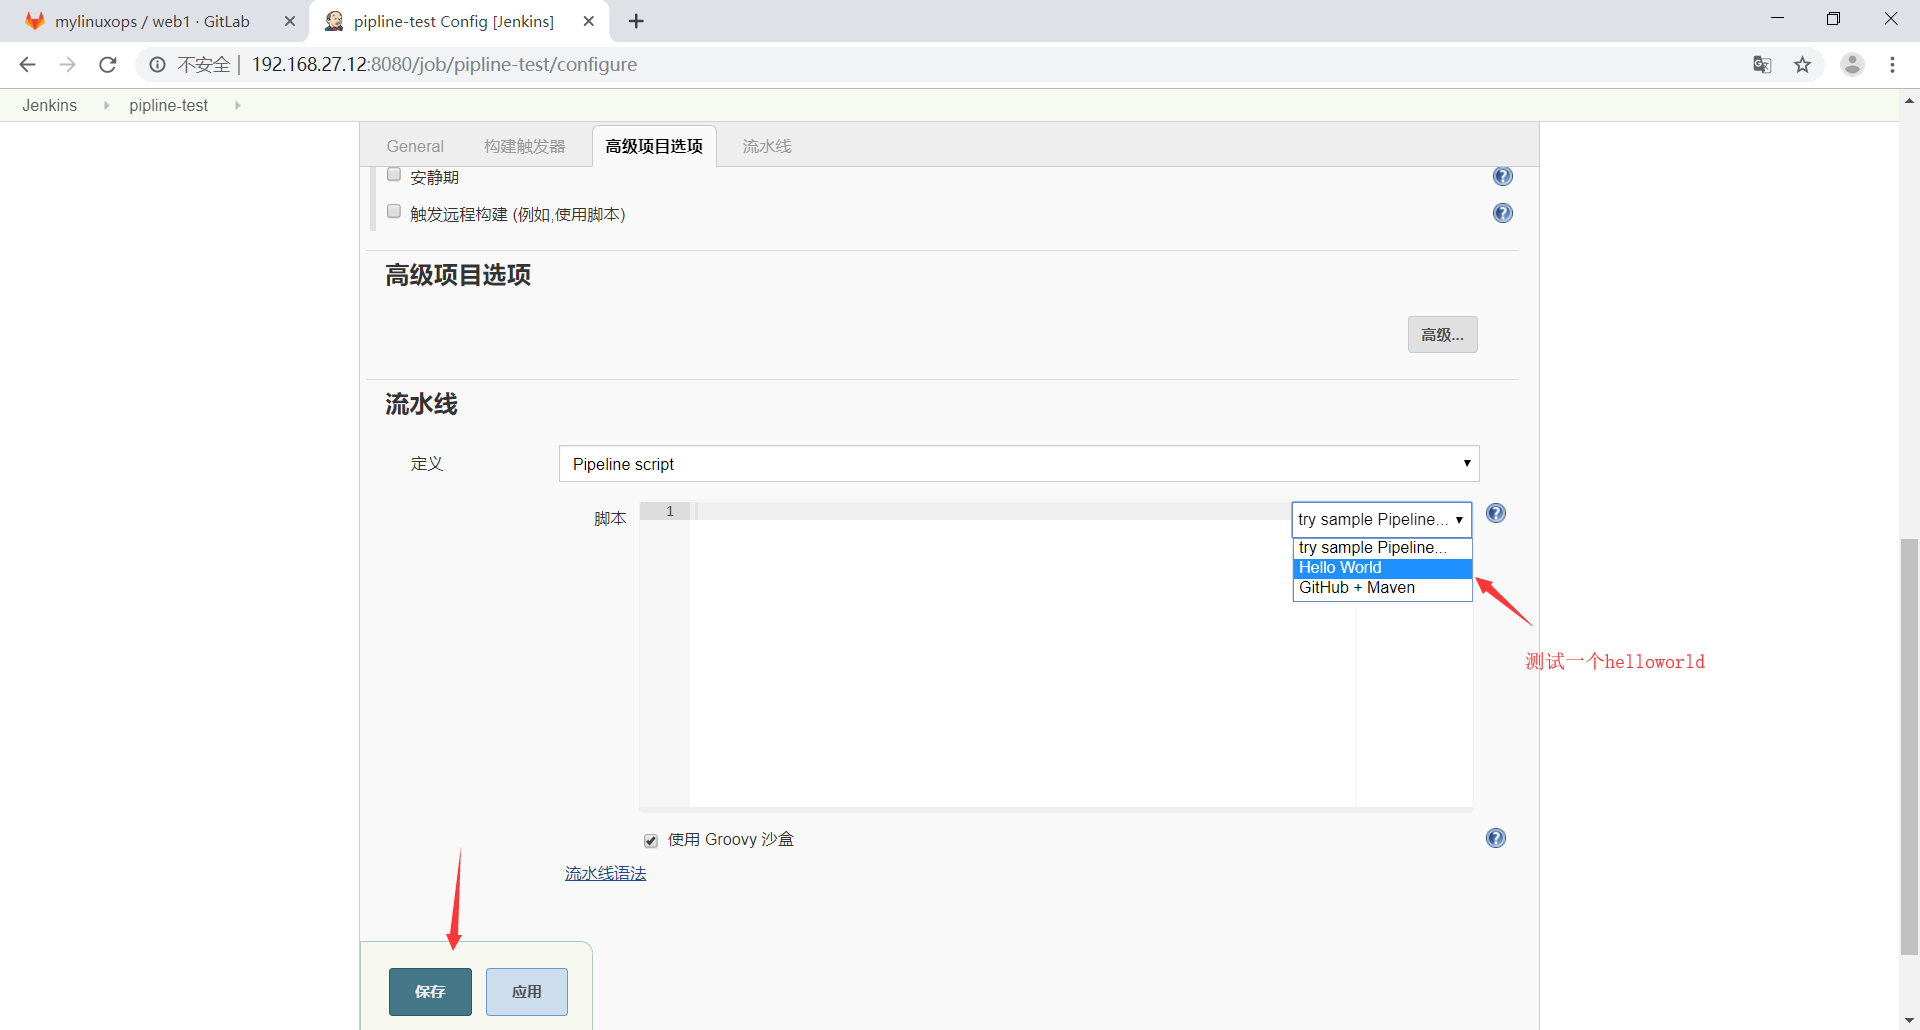 mylinuxops / web1 · GitLab
pipline-test Config [Jenkins]
不安全 | 192.168.27.12:8080/job/pipline-test/configure
Jenkins
pipline-test
General
构建触发器
高级项目选项
流水线
安静期
触发远程构建 (例如,使用脚本)
高级项目选项
高级...
流水线
定义
Pipeline script
脚本
1
try sample Pipeline...
try sample Pipeline...
Hello World
GitHub + Maven
测试一个helloworld
使用 Groovy 沙盒
流水线语法
保存
应用